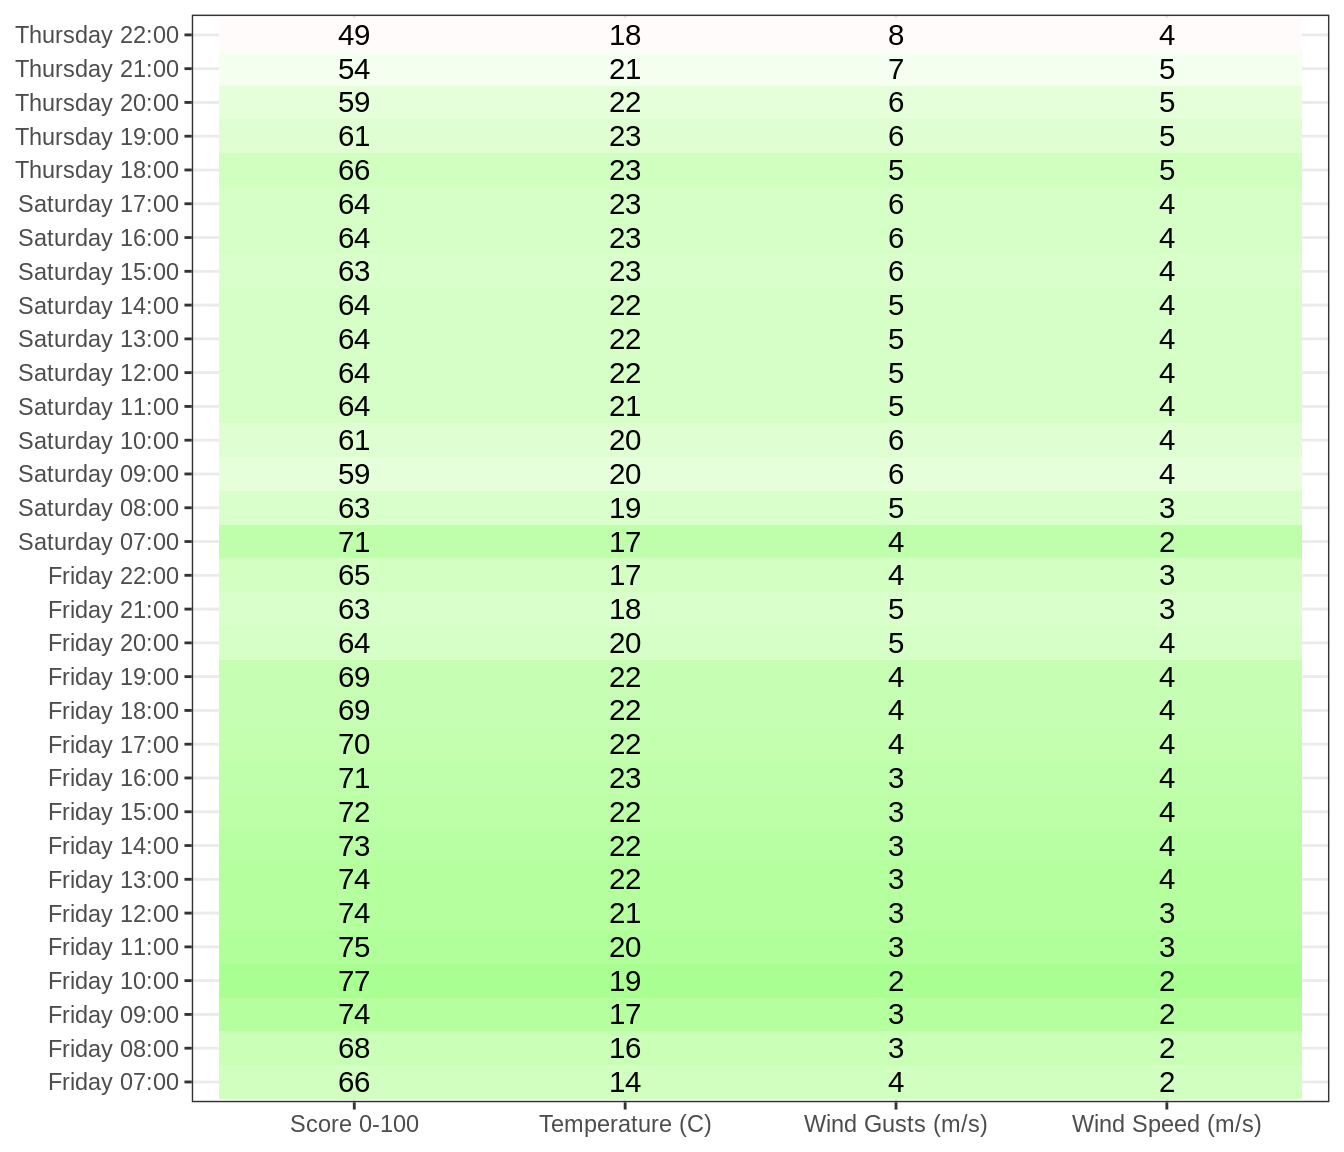 Thursday 22:00 49 18 8 4
Thursday 21:00 54 21 7 5
Thursday 20:00 59 22 6 5
Thursday 19:00 61 23 6 5
Thursday 18:00 66 23 5 5
Saturday 17:00 64 23 6 4
Saturday 16:00 64 23 6 4
Saturday 15:00 63 23 6 4
Saturday 14:00 64 22 5 4
Saturday 13:00 64 22 5 4
Saturday 12:00 64 22 5 4
Saturday 11:00 64 21 5 4
Saturday 10:00 61 20 6 4
Saturday 09:00 59 20 6 4
Saturday 08:00 63 19 5 3
Saturday 07:00 71 17 4 2
Friday 22:00 65 17 4 3
Friday 21:00 63 18 5 3
Friday 20:00 64 20 5 4
Friday 19:00 69 22 4 4
Friday 18:00 69 22 4 4
Friday 17:00 70 22 4 4
Friday 16:00 71 23 3 4
Friday 15:00 72 22 3 4
Friday 14:00 73 22 3 4
Friday 13:00 74 22 3 4
Friday 12:00 74 21 3 3
Friday 11:00 75 20 3 3
Friday 10:00 77 19 2 2
Friday 09:00 74 17 3 2
Friday 08:00 68 16 3 2
Friday 07:00 66 14 4 2
Score 0-100 Temperature (C) Wind Gusts (m/s) Wind Speed (m/s)